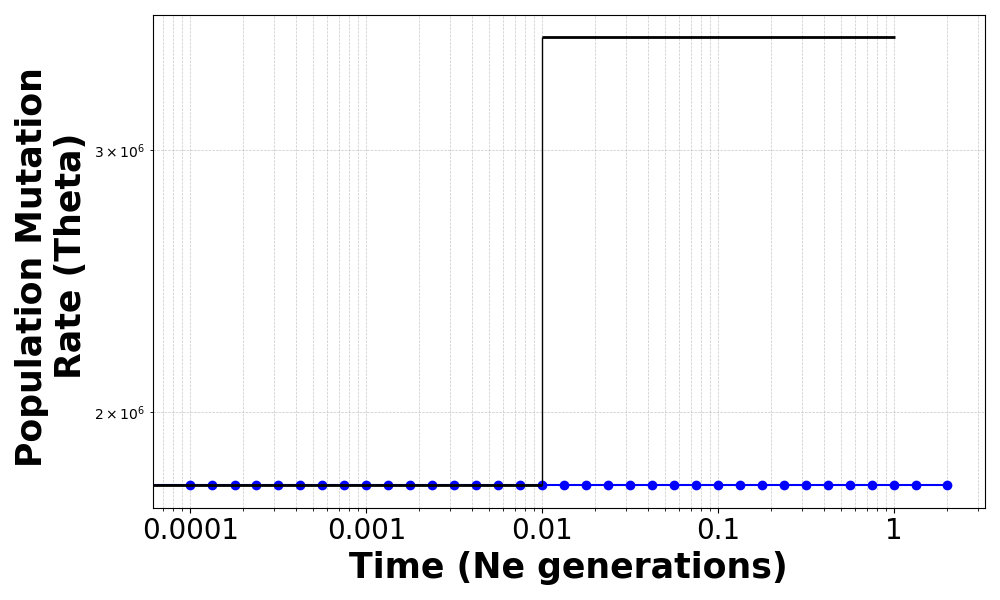 Population Mutation
Rate (Theta)
3 × 10⁶
2 × 10⁶
0.0001 0.001 0.01 0.1 1
Time (Ne generations)